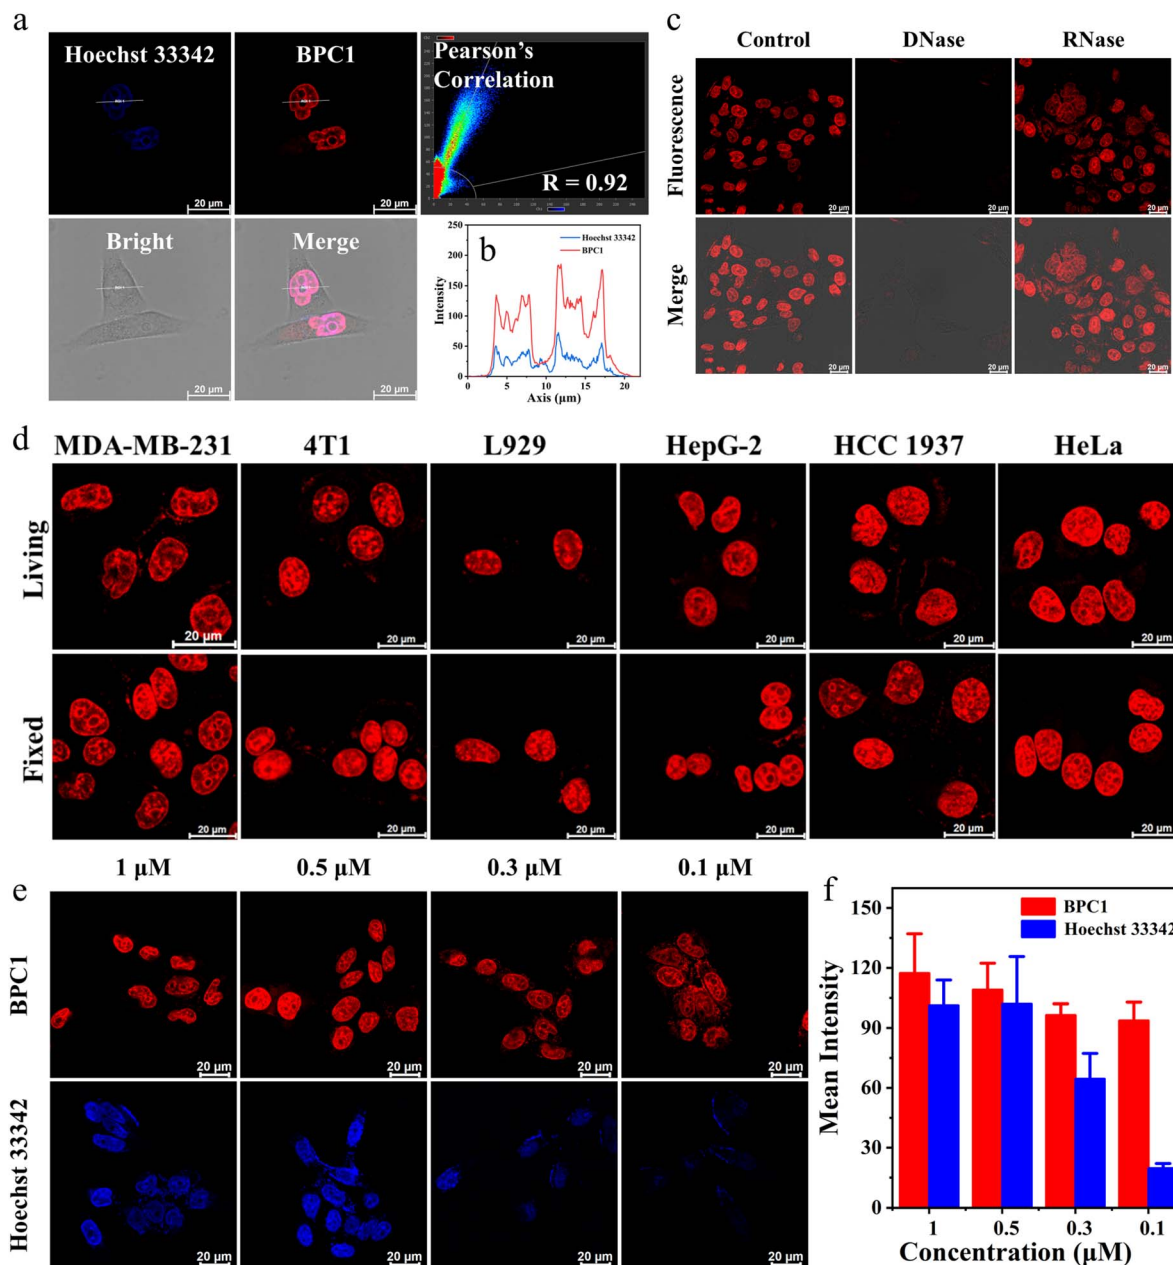 a
Hoechst 33342
BPC1
Pearson's
Correlation
R = 0.92
20 µm
20 µm
Bright
Merge
20 µm
20 µm
b
Hoechst 33342
BPC1
250
200
150
100
50
0
Intensity
0 5 10 15 20
Axis (µm)
c
Control DNase RNase
Fluorescence
20 µm
20 µm
20 µm
Merge
20 µm
20 µm
20 µm
d
MDA-MB-231 4T1 L929 HepG-2 HCC 1937 HeLa
Living
20 µm
20 µm
20 µm
20 µm
20 µm
20 µm
Fixed
20 µm
20 µm
20 µm
20 µm
20 µm
20 µm
e
1 µM 0.5 µM 0.3 µM 0.1 µM
BPC1
20 µm
20 µm
20 µm
20 µm
Hoechst 33342
20 µm
20 µm
20 µm
20 µm
f
BPC1
Hoechst 33342
150
120
90
60
30
0
Mean Intensity
1 0.5 0.3 0.1
Concentration (µM)